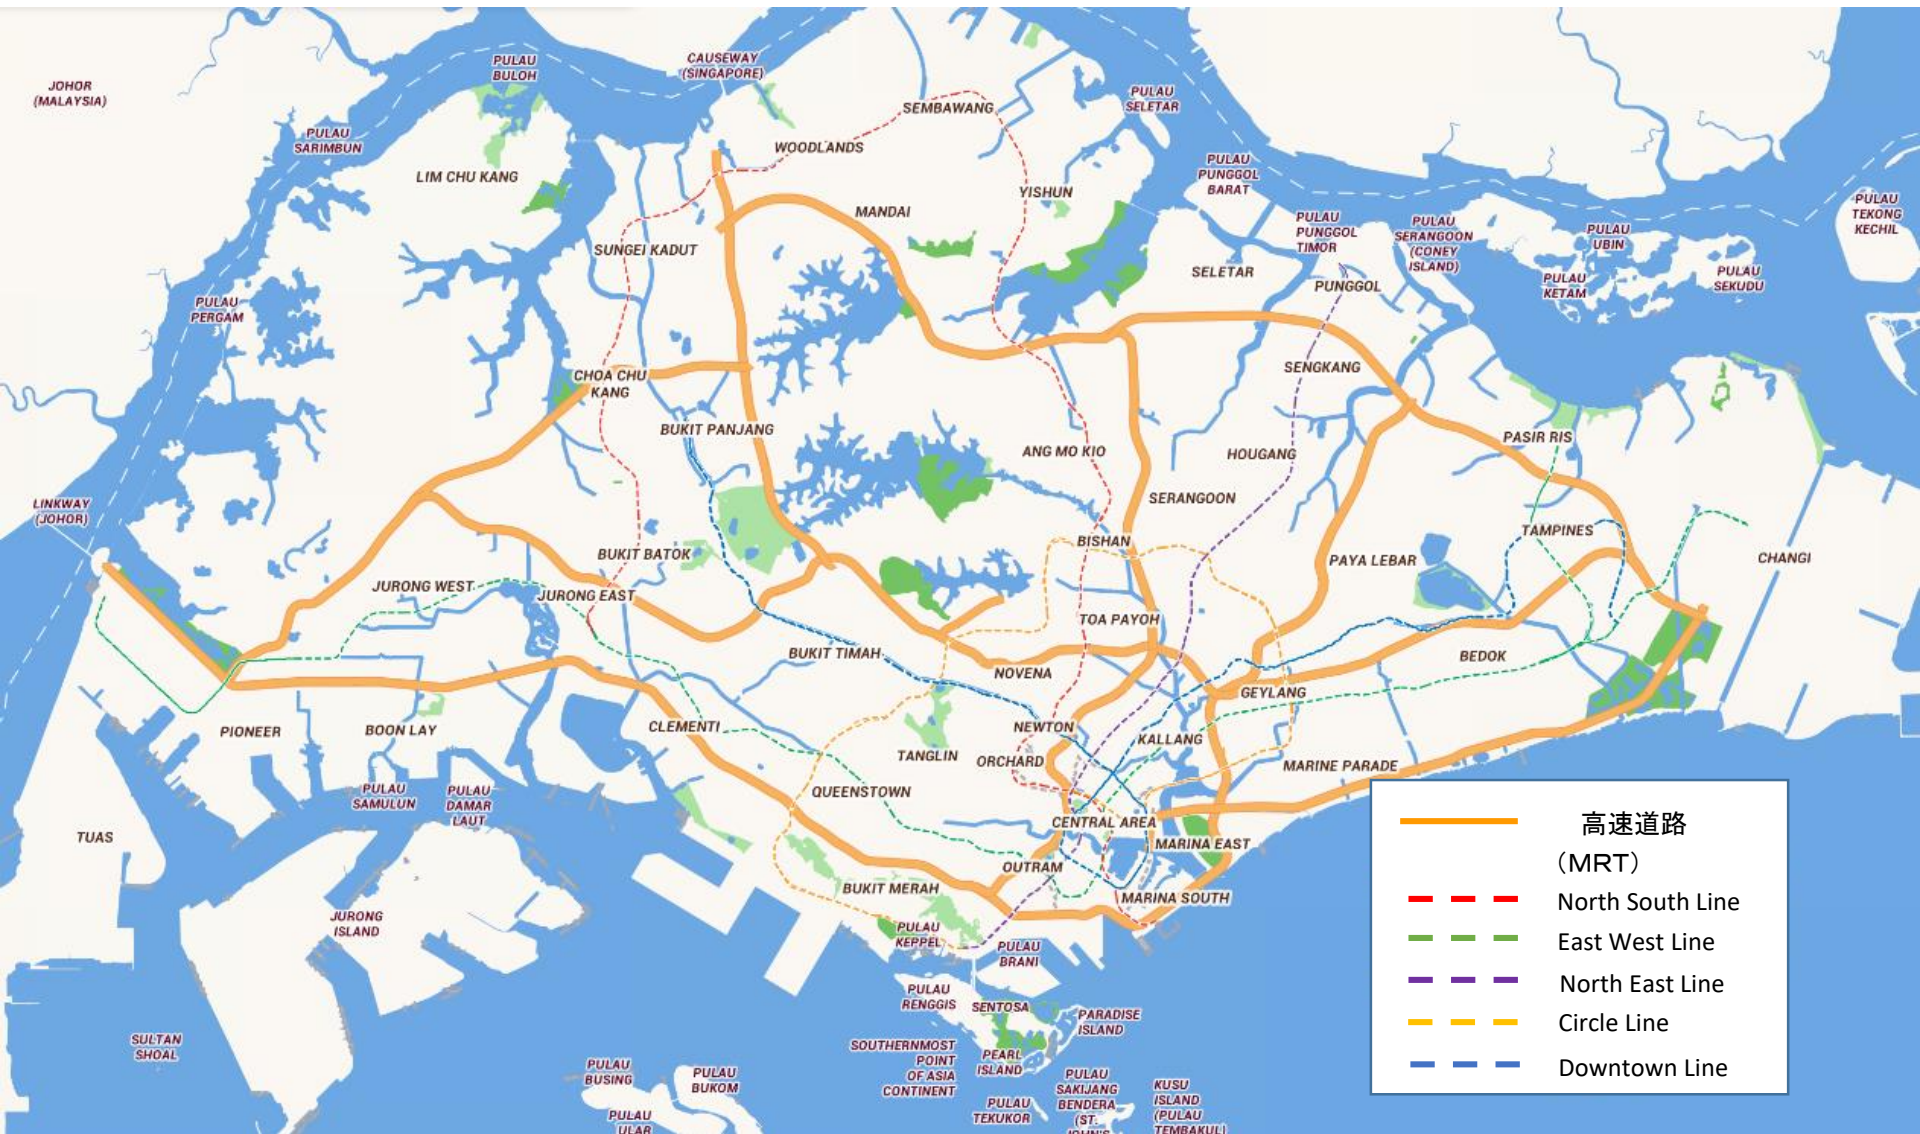 JOHOR
(MALAYSIA)
PULAU
BULOH
CAUSEWAY
(SINGAPORE)
PULAU
SARIMBUN
LIM CHU KANG
WOODLANDS
SEMBAWANG
PULAU
SELETAR
PULAU
PUNGGOL
BARAT
YISHUN
MANDAI
SUNGEI KADUT
PULAU
PUNGGOL
TIMOR
PULAU
SERANGOON
(CONEY
ISLAND)
PULAU
UBIN
PULAU
TEKONG
KECHIL
PULAU
KETAM
PULAU
SEKUDU
SELETAR
PUNGGOL
PULAU
PERGAM
CHOA CHU
KANG
SENGKANG
BUKIT PANJANG
ANG MO KIO
HOUGANG
PASIR RIS
SERANGOON
LINKWAY
(JOHOR)
BUKIT BATOK
BISHAN
PAYA LEBAR
TAMPINES
CHANGI
JURONG WEST
JURONG EAST
TOA PAYOH
BUKIT TIMAH
NOVENA
BEDOK
GEYLANG
PIONEER
BOON LAY
CLEMENTI
TANGLIN
NEWTON
ORCHARD
KALLANG
MARINE PARADE
QUEENSTOWN
PULAU
SAMULUN
PULAU
DAMAR
LAUT
TUAS
CENTRAL AREA
MARINA EAST
OUTRAM
BUKIT MERAH
MARINA SOUTH
JURONG
ISLAND
PULAU
KEPPEL
PULAU
BRANI
PULAU
RENGGIS
SENTOSA
PARADISE
ISLAND
SULTAN
SHOAL
SOUTHERNMOST
POINT
OF ASIA
CONTINENT
PEARL
ISLAND
PULAU
BUSING
PULAU
BUKOM
PULAU
ULAR
PULAU
TEKUKOR
PULAU
SAKIJANG
BENDERA
(ST.
JOHN'S
KUSU
ISLAND
(PULAU
TEMBAKUL)
高速道路
（MRT）
North South Line
East West Line
North East Line
Circle Line
Downtown Line